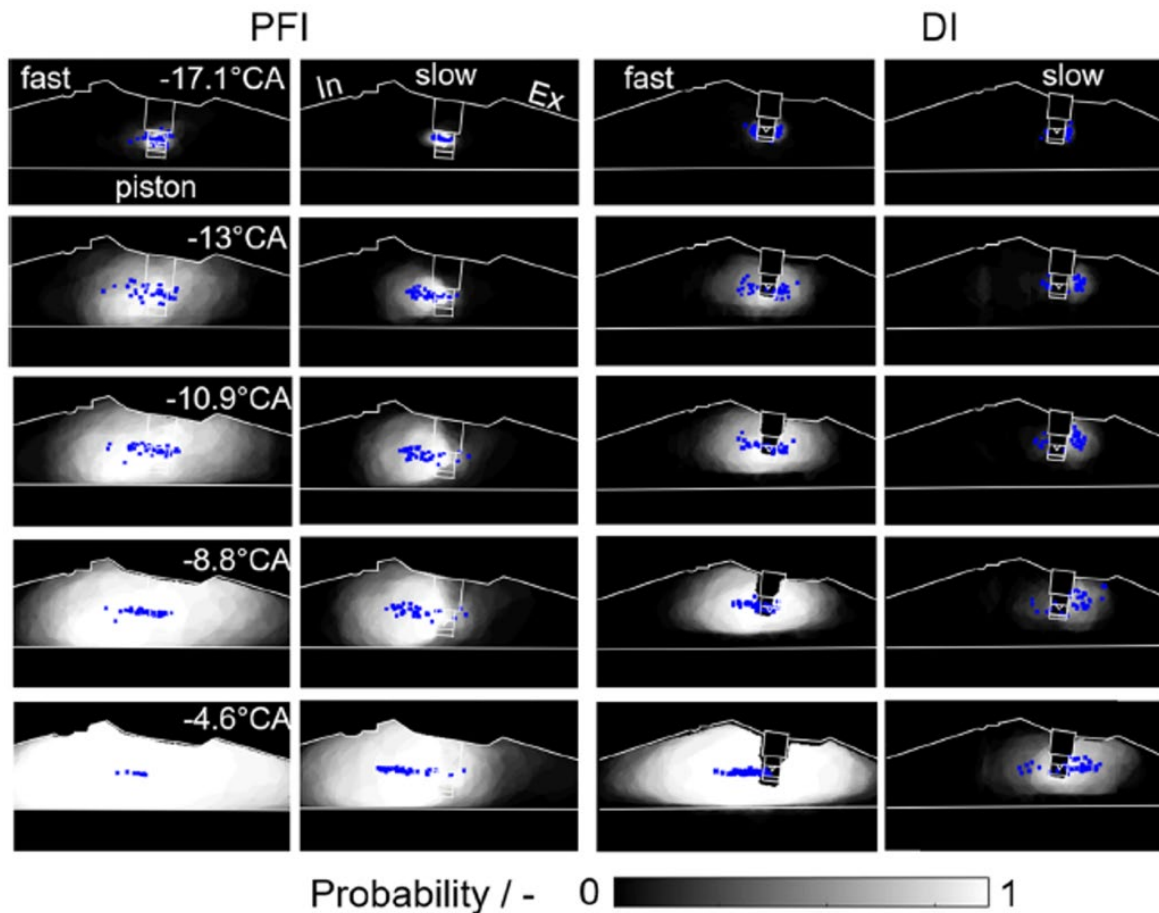 PFI DI
fast -17.1°CA In slow Ex fast slow
piston
-13°CA
-10.9°CA
-8.8°CA
-4.6°CA
Probability / - 0 1